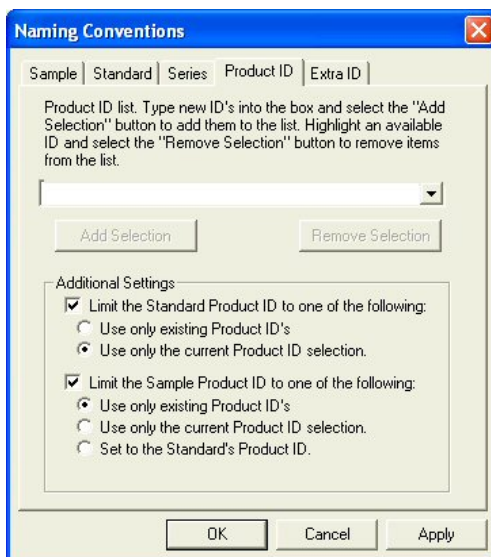 Naming Conventions
Sample Standard Series Product ID Extra ID
Product ID list. Type new ID's into the box and select the "Add
Selection" button to add them to the list. Highlight an available
ID and select the "Remove Selection" button to remove items
from the list.
Add Selection Remove Selection
Additional Settings
Limit the Standard Product ID to one of the following:
Use only existing Product ID's
Use only the current Product ID selection.
Limit the Sample Product ID to one of the following:
Use only existing Product ID's
Use only the current Product ID selection.
Set to the Standard's Product ID.
OK Cancel Apply